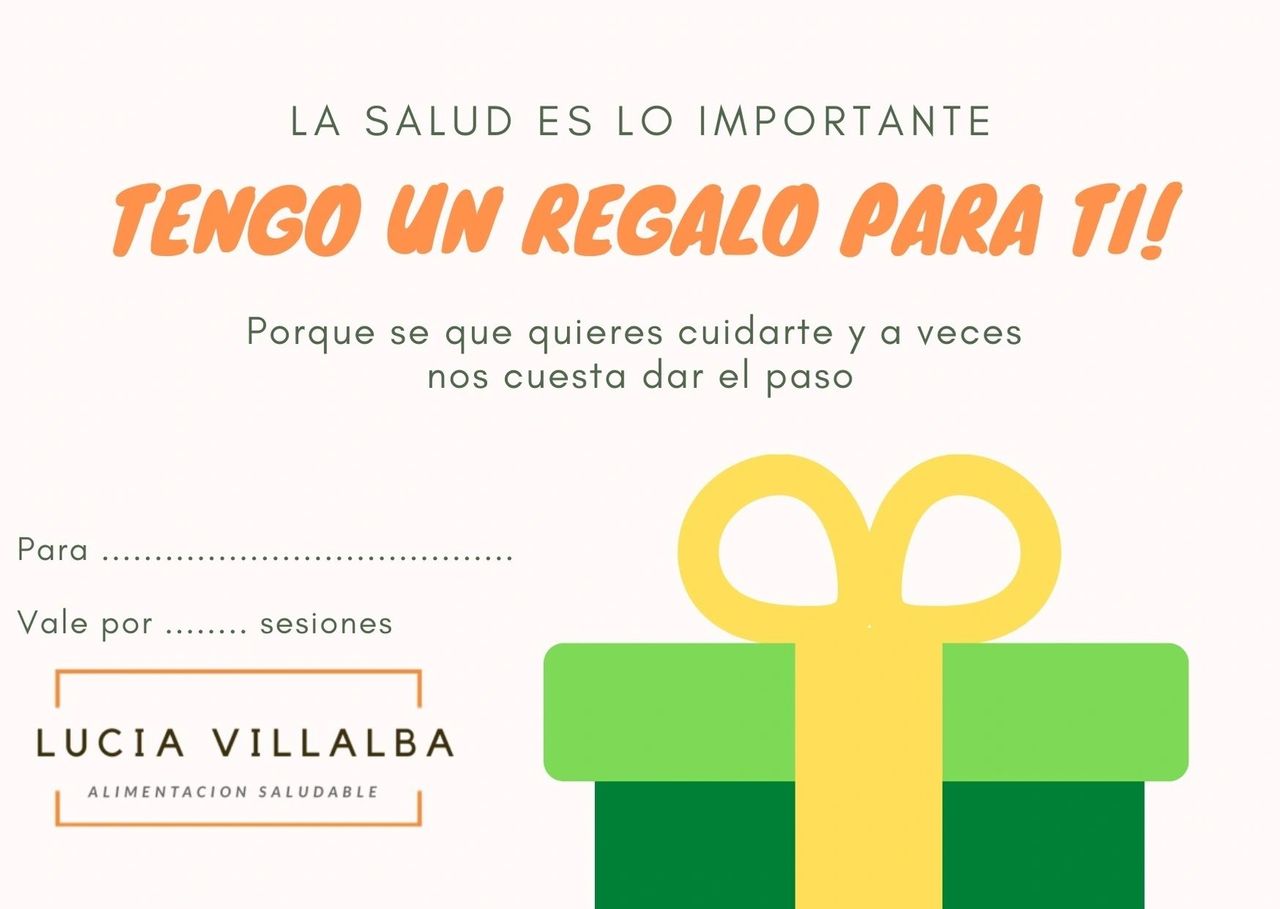 LA SALUD ES LO IMPORTANTE
TENGO UN REGALO PARA TI!
Porque se que quieres cuidarte y a veces
nos cuesta dar el paso
Para .......................................
Vale por ........ sesiones
LUCIA VILLALBA
ALIMENTACION SALUDABLE